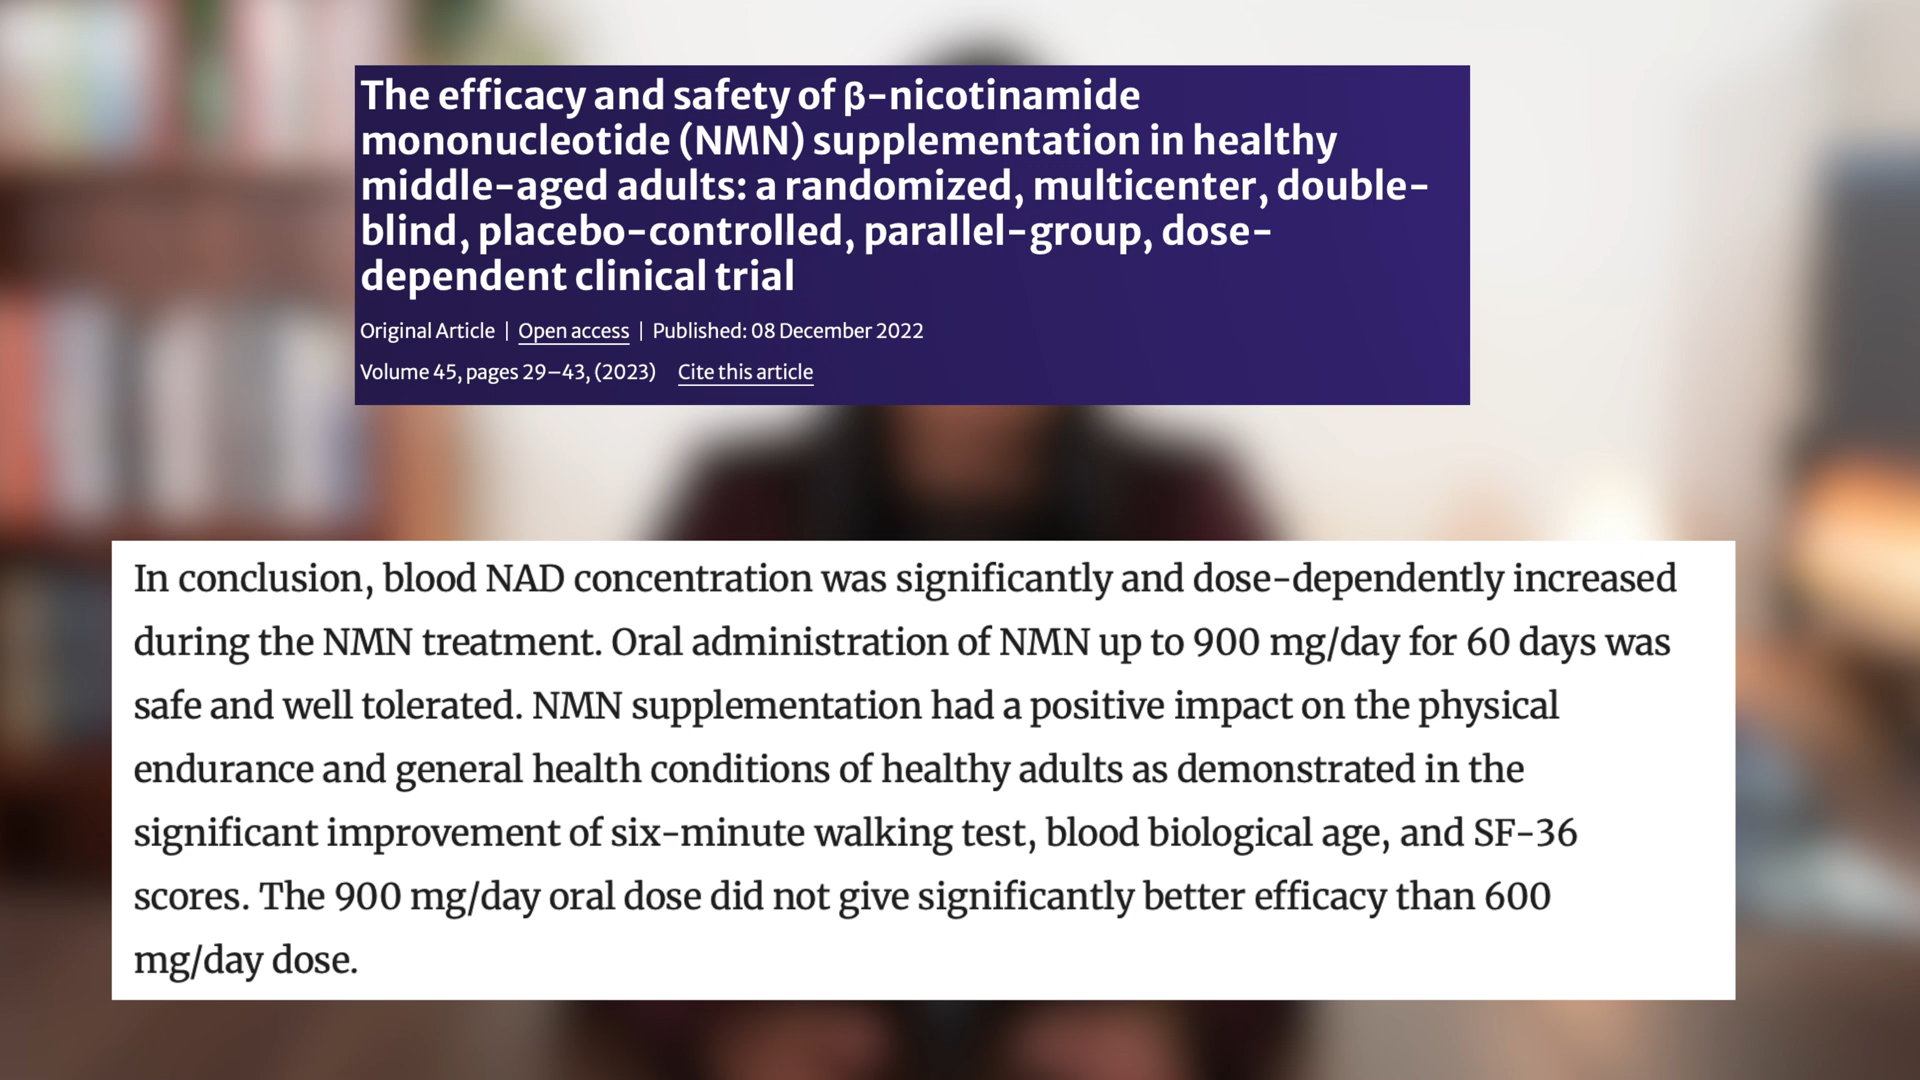 The efficacy and safety of β-nicotinamide
mononucleotide (NMN) supplementation in healthy
middle-aged adults: a randomized, multicenter, double-
blind, placebo-controlled, parallel-group, dose-
dependent clinical trial
Original Article | Open access | Published: 08 December 2022
Volume 45, pages 29–43, (2023) Cite this article
In conclusion, blood NAD concentration was significantly and dose-dependently increased
during the NMN treatment. Oral administration of NMN up to 900 mg/day for 60 days was
safe and well tolerated. NMN supplementation had a positive impact on the physical
endurance and general health conditions of healthy adults as demonstrated in the
significant improvement of six-minute walking test, blood biological age, and SF-36
scores. The 900 mg/day oral dose did not give significantly better efficacy than 600
mg/day dose.